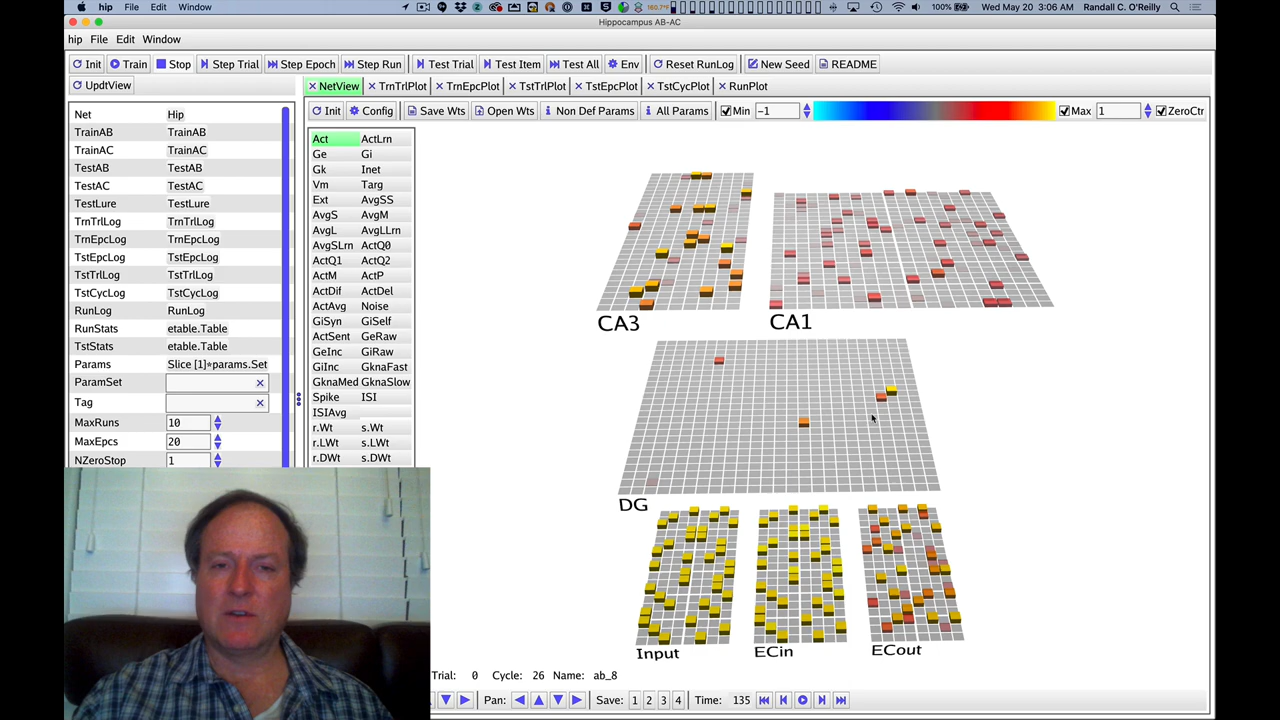 hip File Edit Window 160.7°F 100% Wed May 20 3:06 AM Randall C. O'Reilly
Hippocampus AB-AC
hip File Edit Window
Init Train Stop Step Trial Step Epoch Step Run Test Trial Test Item Test All Env Reset RunLog New Seed README
UpdtView NetView TrnTrlPlot TrnEpcPlot TstTrlPlot TstEpcPlot TstCycPlot RunPlot
Init Config Save Wts Open Wts Non Def Params All Params Min -1 Max 1 ZeroCtr
Net Hip
TrainAB TrainAB
TrainAC TrainAC
TestAB TestAB
TestAC TestAC
TestLure TestLure
TrnTrlLog TrnTrlLog
TrnEpcLog TrnEpcLog
TstEpcLog TstEpcLog
TstTrlLog TstTrlLog
TstCycLog TstCycLog
RunLog RunLog
RunStats etable.Table
TstStats etable.Table
Params Slice [1]*params.Set
ParamSet
Tag
MaxRuns 10
MaxEpcs 20
NZeroStop 1
Act ActLrn
Ge Gi
Gk Inet
Vm Targ
Ext AvgSS
AvgS AvgM
AvgL AvgLLrn
AvgSLrn ActQ0
ActQ1 ActQ2
ActM ActP
ActDif ActDel
ActAvg Noise
GiSyn GiSelf
ActSent GeRaw
GeInc GiRaw
GiInc GknaFast
GknaMed GknaSlow
Spike ISI
ISIAvg
r.Wt s.Wt
r.LWt s.LWt
r.DWt s.DWt
CA3 CA1
DG
Input ECin ECout
Trial: 0 Cycle: 26 Name: ab_8
Pan: Save: 1 2 3 4 Time: 135